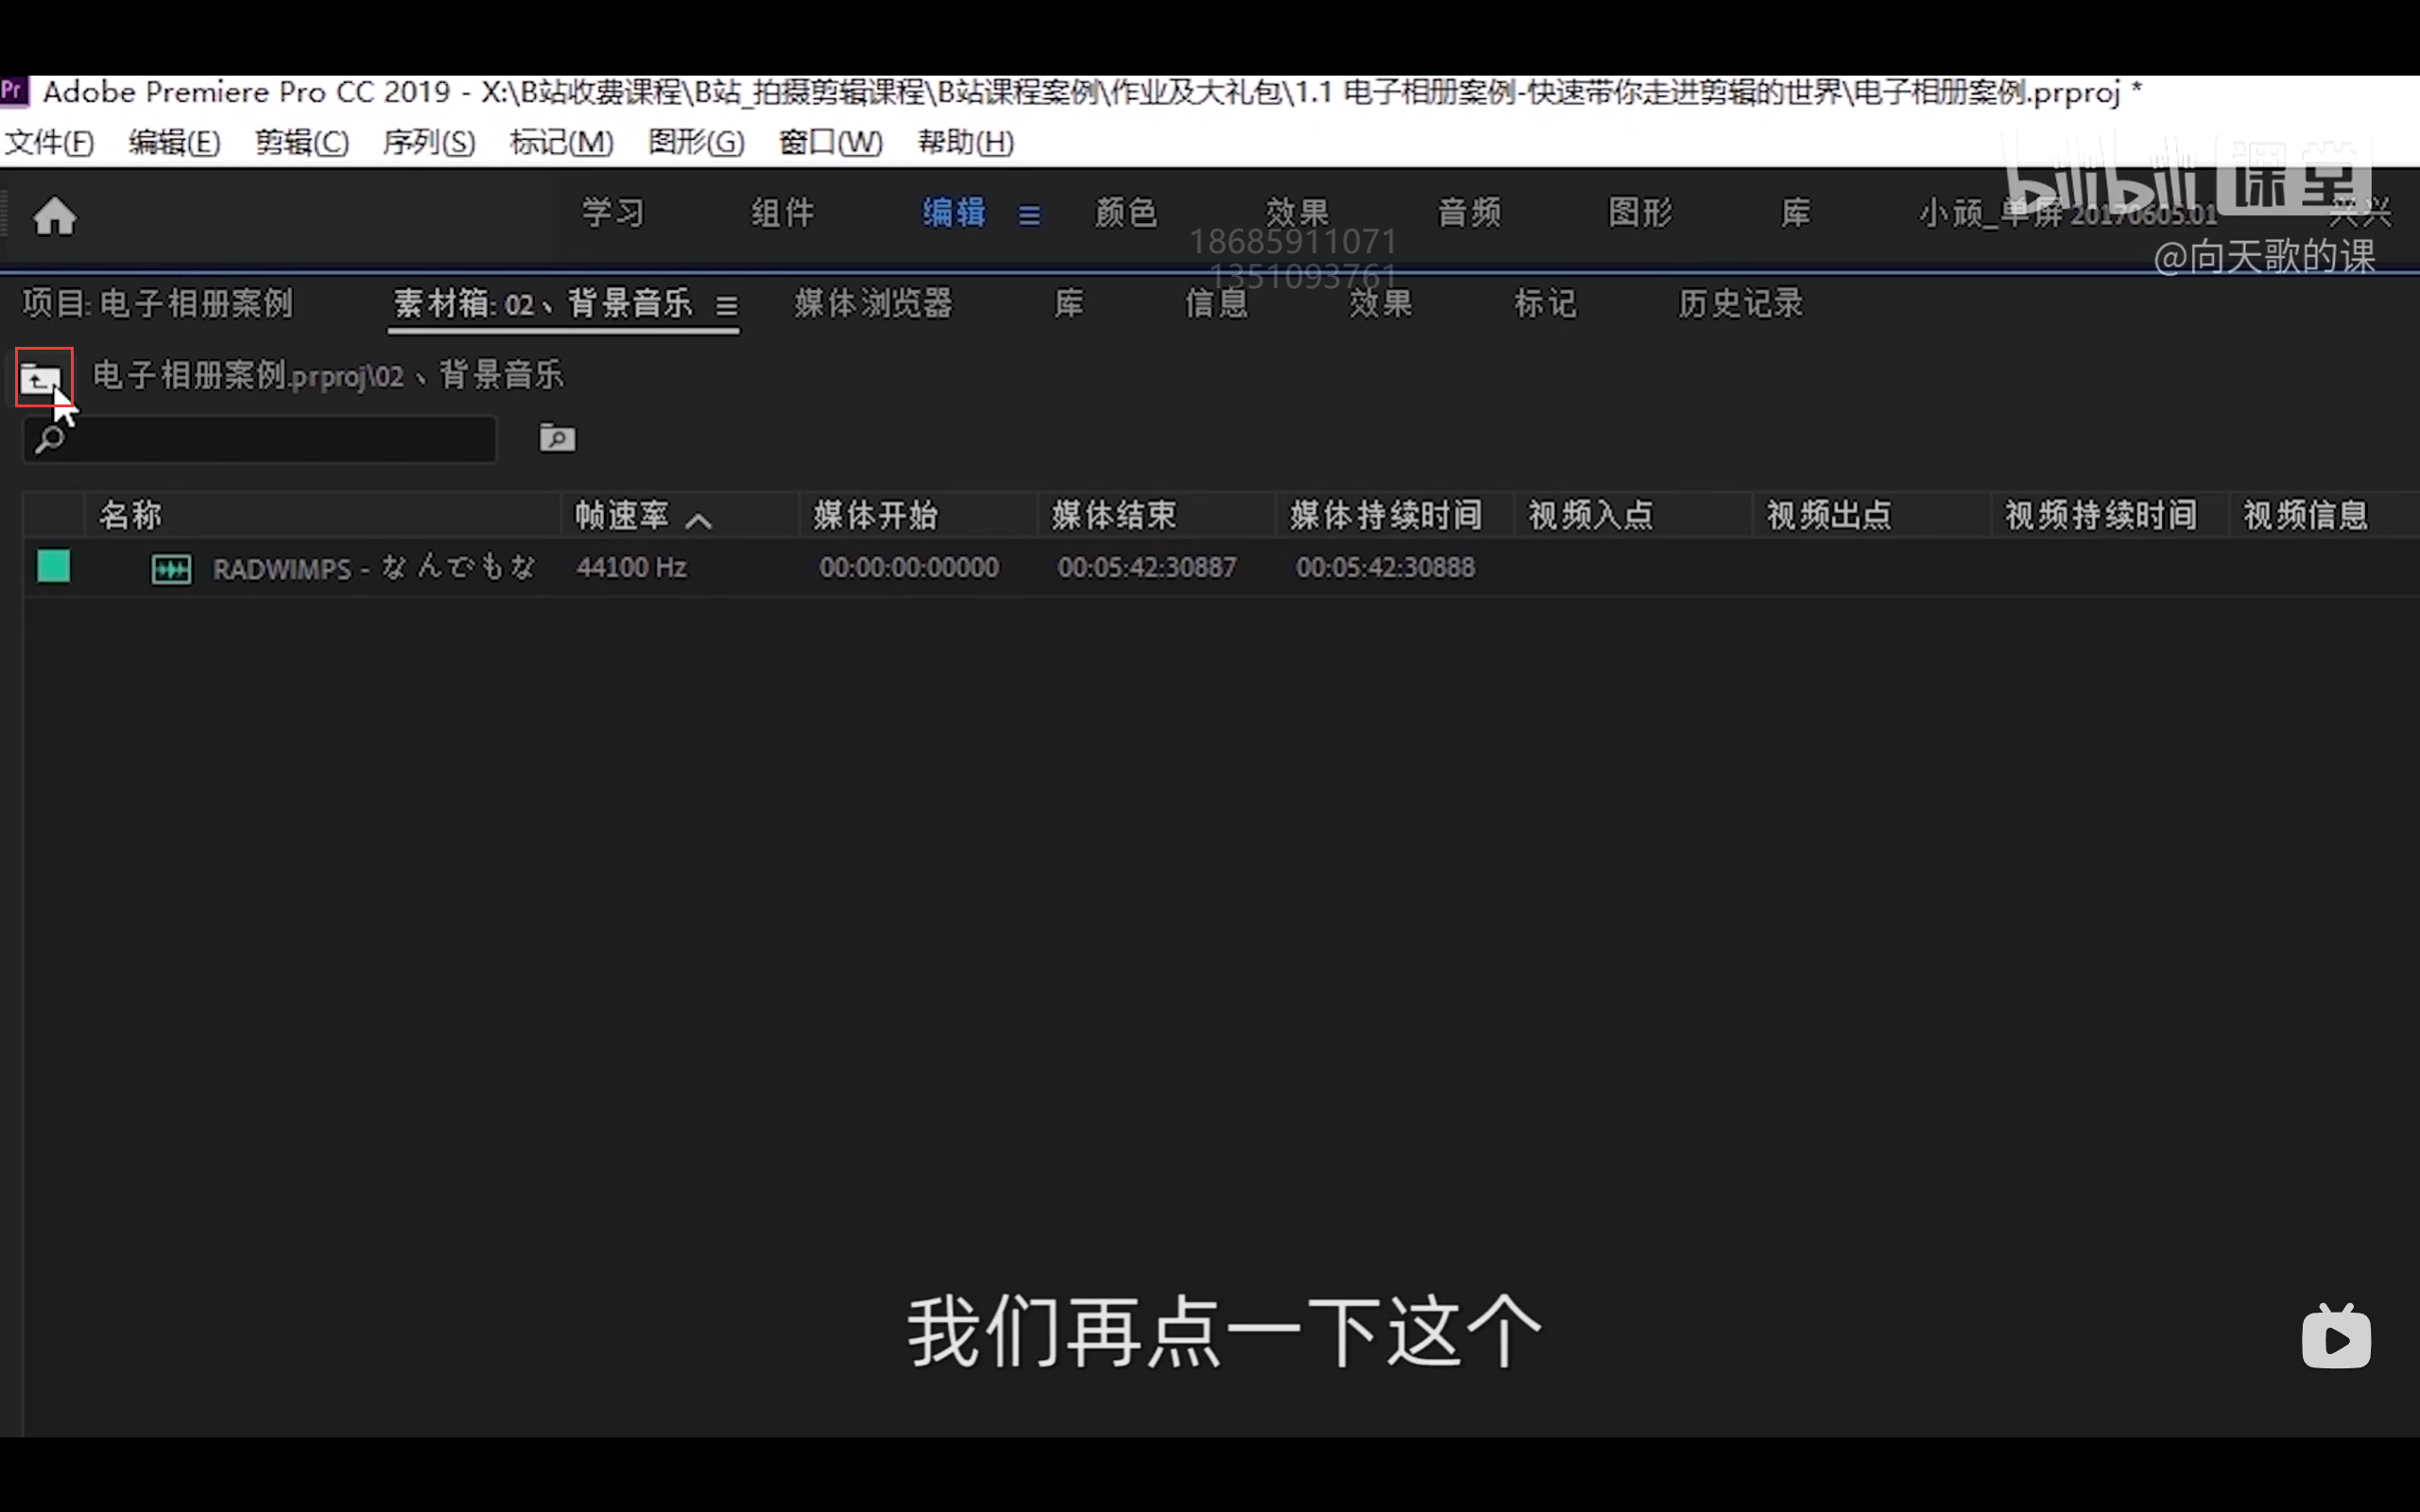 Pr Adobe Premiere Pro CC 2019 - X:\B站收费课程\B站_拍摄剪辑课程\B站课程案例\作业及大礼包\1.1 电子相册案例-快速带你走进剪辑的世界\电子相册案例.prproj *
文件(F) 编辑(E) 剪辑(C) 序列(S) 标记(M) 图形(G) 窗口(W) 帮助(H)
bilibili 课堂
学习 组件 编辑 颜色 效果 音频 图形 库 小顽_单屏 20170605.01
18685911071
1351093761
@向天歌的课
项目: 电子相册案例 素材箱: 02、背景音乐 媒体浏览器 库 信息 效果 标记 历史记录
电子相册案例.prproj\02、背景音乐
名称 帧速率 媒体开始 媒体结束 媒体持续时间 视频入点 视频出点 视频持续时间 视频信息
RADWIMPS - なんでもな 44100 Hz 00:00:00:00000 00:05:42:30887 00:05:42:30888
我们再点一下这个